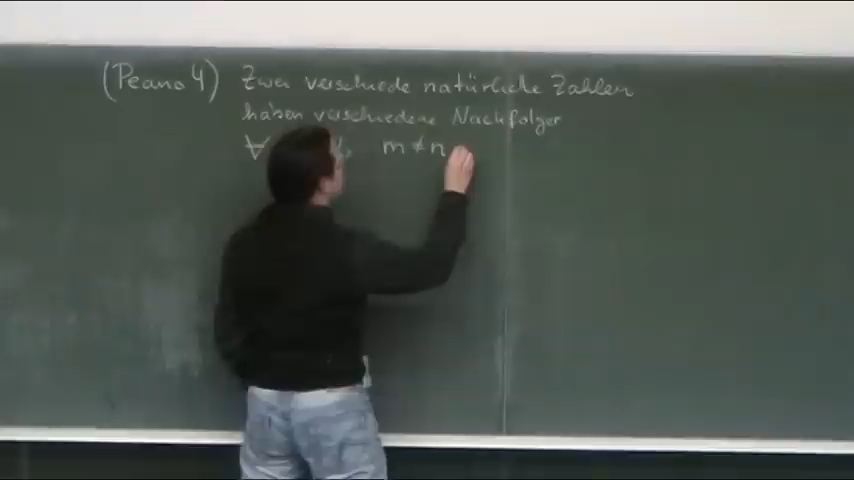 (Peano 4) Zwei verschiede natürliche Zahlen
haben verschiedene Nachfolger
∀ m ≠ n